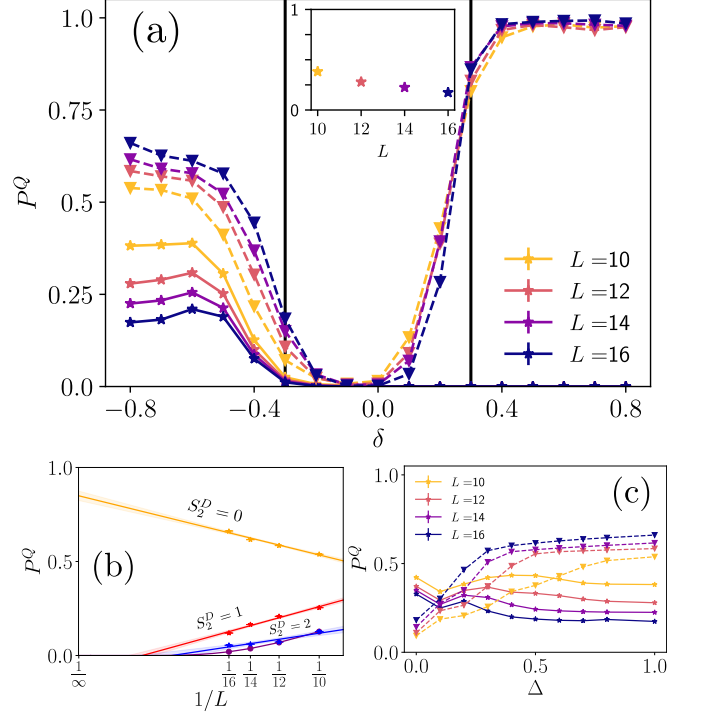 (a)
1.0
0.75
0.5
0.25
0.0
P^Q
−0.8
−0.4
0.0
0.4
0.8
δ
1
0
10
12
14
16
L
L =10
L =12
L =14
L =16
(b)
1.0
0.5
0.0
P^Q
S_2^D = 0
S_2^D = 1
S_2^D = 2
1/∞
1/16
1/14
1/12
1/10
1/L
(c)
L =10
L =12
L =14
L =16
1.0
0.5
0.0
P^Q
0.0
0.5
1.0
Δ